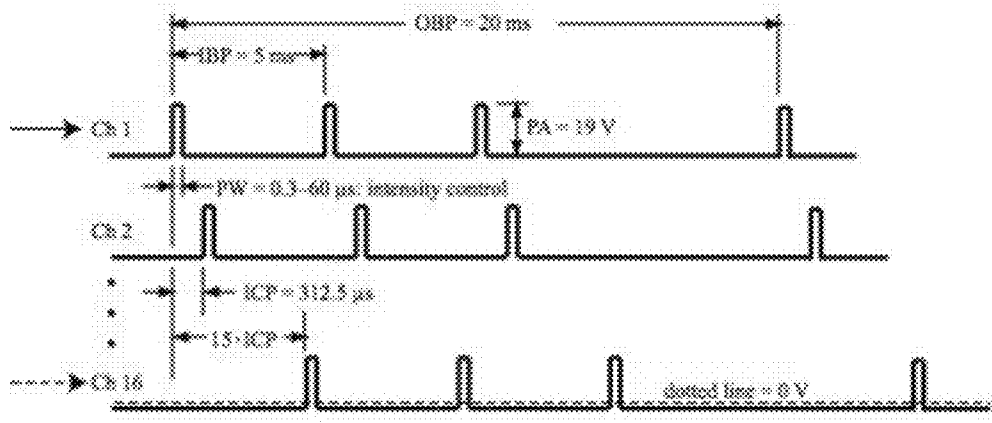 OBP = 20 ms
IBP = 5 ms
Ch 1
PA = 19 V
PW = 0.3–60 μs: intensity control
Ch 2
ICP = 312.5 μs
15·ICP
Ch 16
dotted line = 0 V